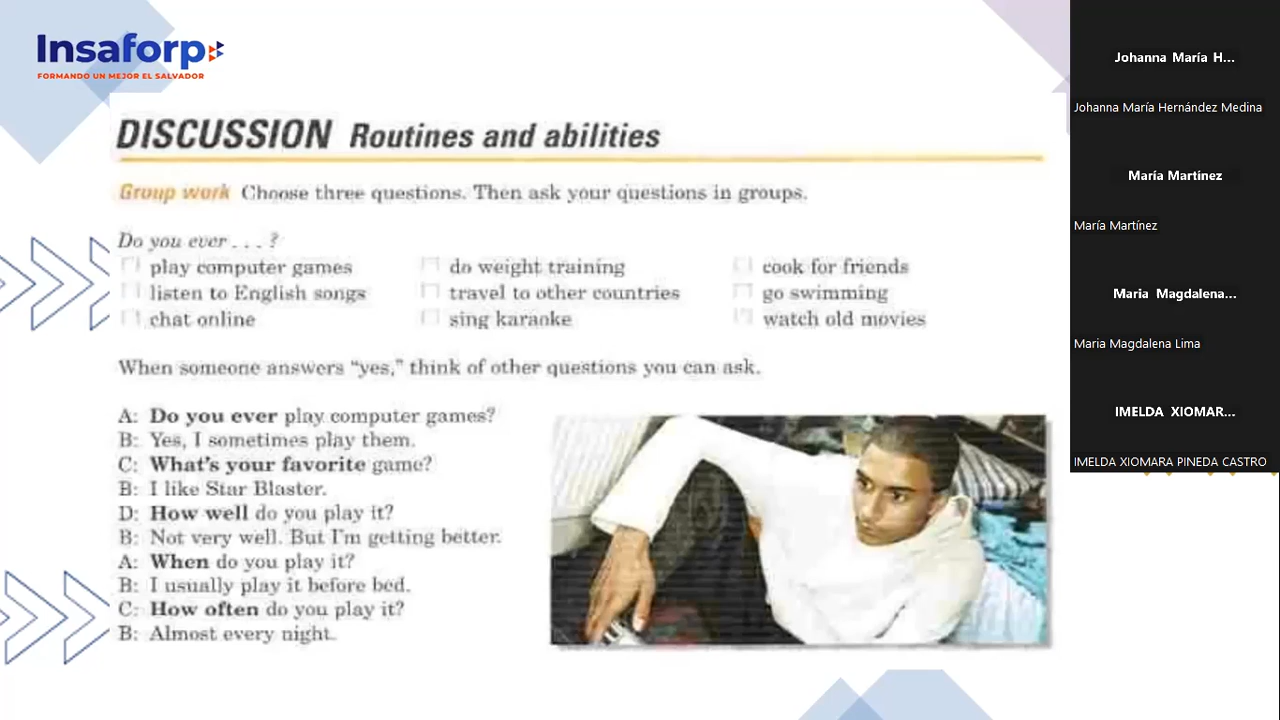 Insaforp
FORMANDO UN MEJOR EL SALVADOR
DISCUSSION Routines and abilities
Group work Choose three questions. Then ask your questions in groups.
Do you ever . . . ?
play computer games
do weight training
cook for friends
listen to English songs
travel to other countries
go swimming
chat online
sing karaoke
watch old movies
When someone answers “yes,” think of other questions you can ask.
A: Do you ever play computer games?
B: Yes, I sometimes play them.
C: What's your favorite game?
B: I like Star Blaster.
D: How well do you play it?
B: Not very well. But I'm getting better.
A: When do you play it?
B: I usually play it before bed.
C: How often do you play it?
B: Almost every night.
Johanna María H...
Johanna María Hernández Medina
María Martínez
María Martínez
Maria Magdalena...
Maria Magdalena Lima
IMELDA XIOMAR...
IMELDA XIOMARA PINEDA CASTRO